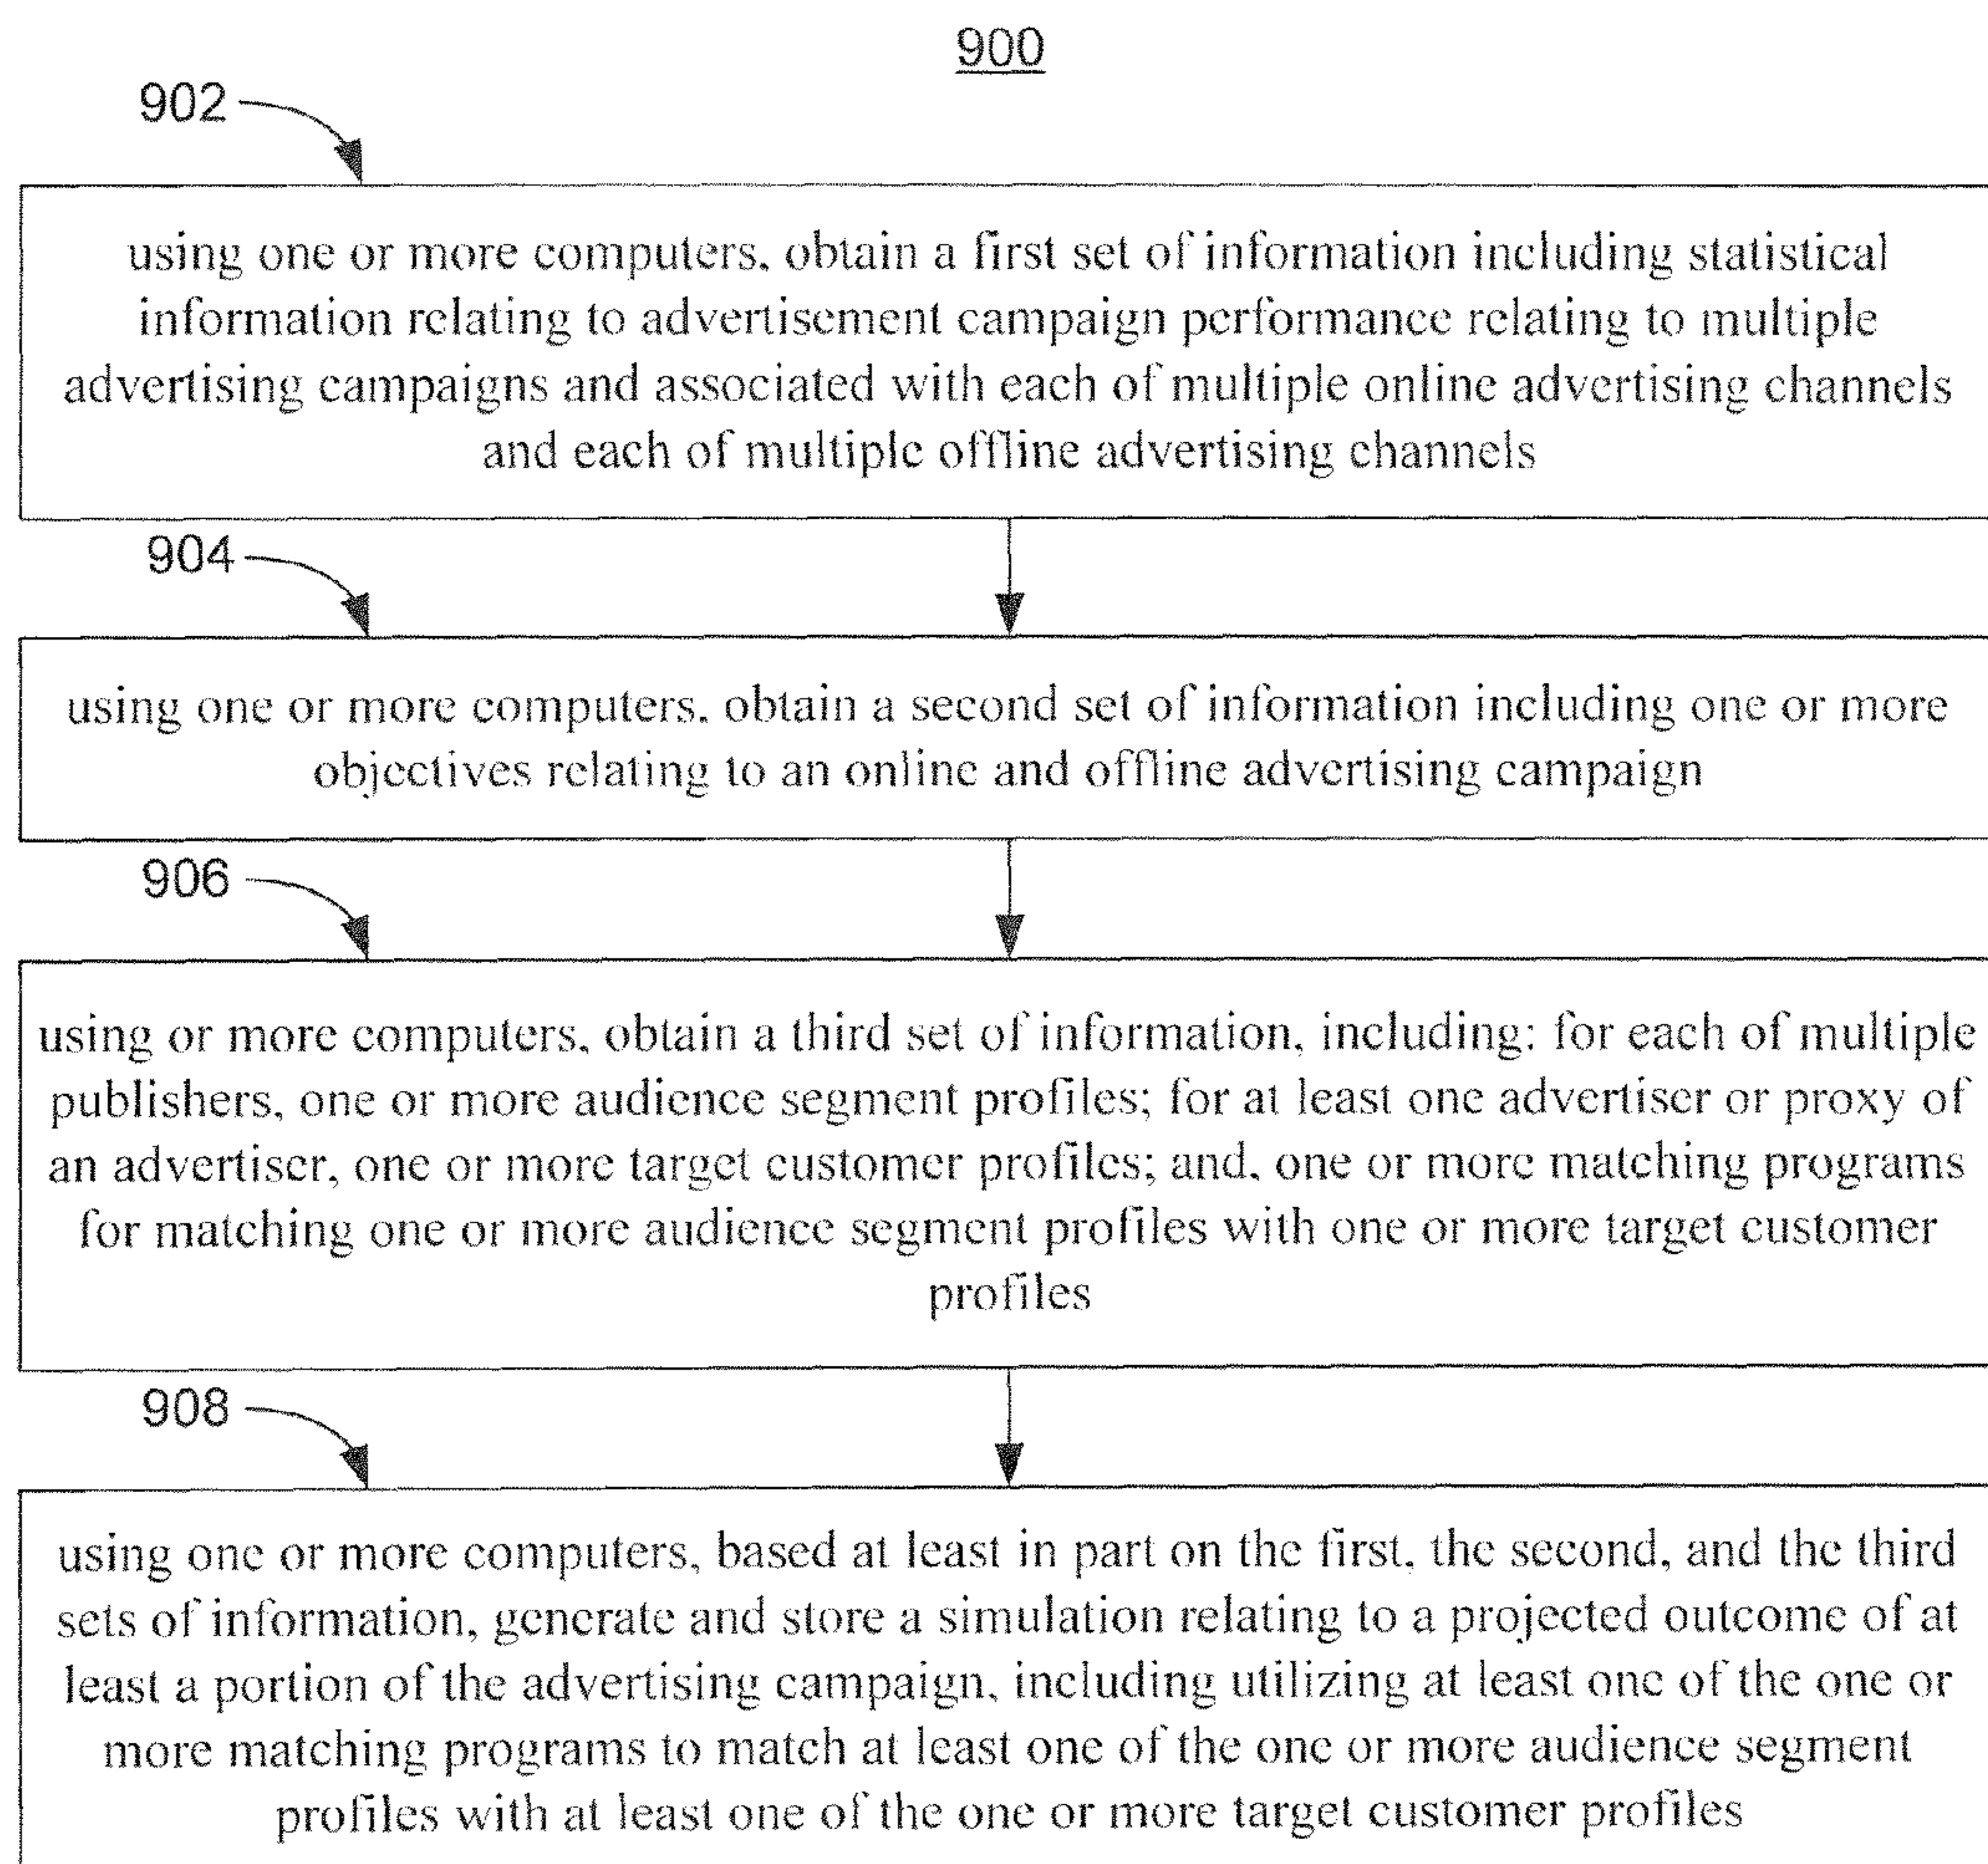 900
902
using one or more computers, obtain a first set of information including statistical
information relating to advertisement campaign performance relating to multiple
advertising campaigns and associated with each of multiple online advertising channels
and each of multiple offline advertising channels
904
using one or more computers, obtain a second set of information including one or more
objectives relating to an online and offline advertising campaign
906
using or more computers, obtain a third set of information, including: for each of multiple
publishers, one or more audience segment profiles; for at least one advertiser or proxy of
an advertiser, one or more target customer profiles; and, one or more matching programs
for matching one or more audience segment profiles with one or more target customer
profiles
908
using one or more computers, based at least in part on the first, the second, and the third
sets of information, generate and store a simulation relating to a projected outcome of at
least a portion of the advertising campaign, including utilizing at least one of the one or
more matching programs to match at least one of the one or more audience segment
profiles with at least one of the one or more target customer profiles